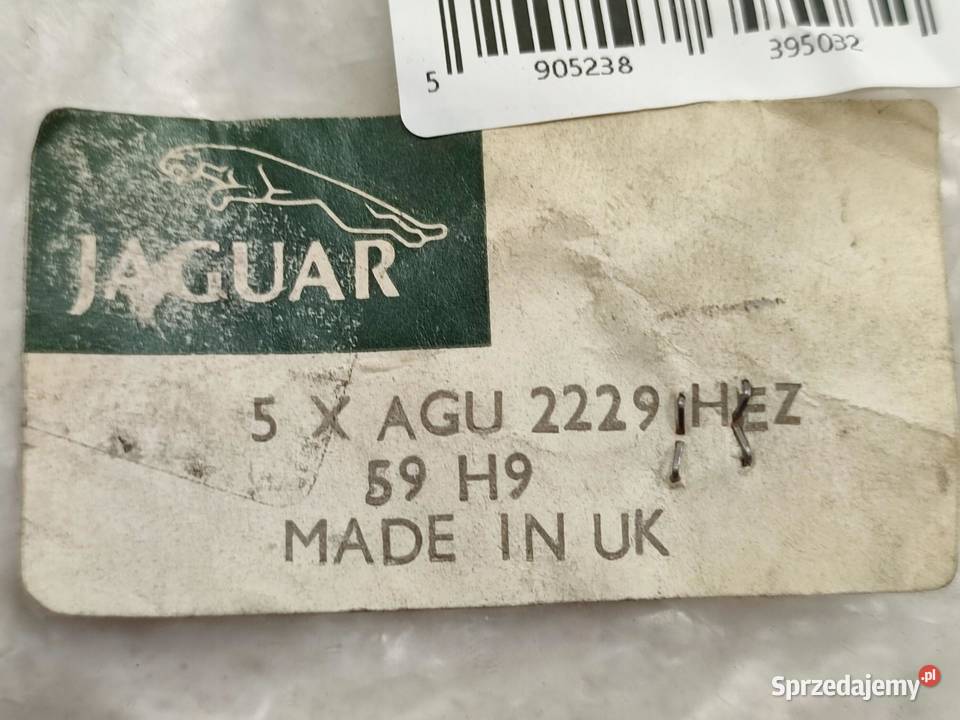 5 905238 395032
JAGUAR
5 X AGU 2229 HEZ
59 H9
MADE IN UK
Sprzedajemy.pl